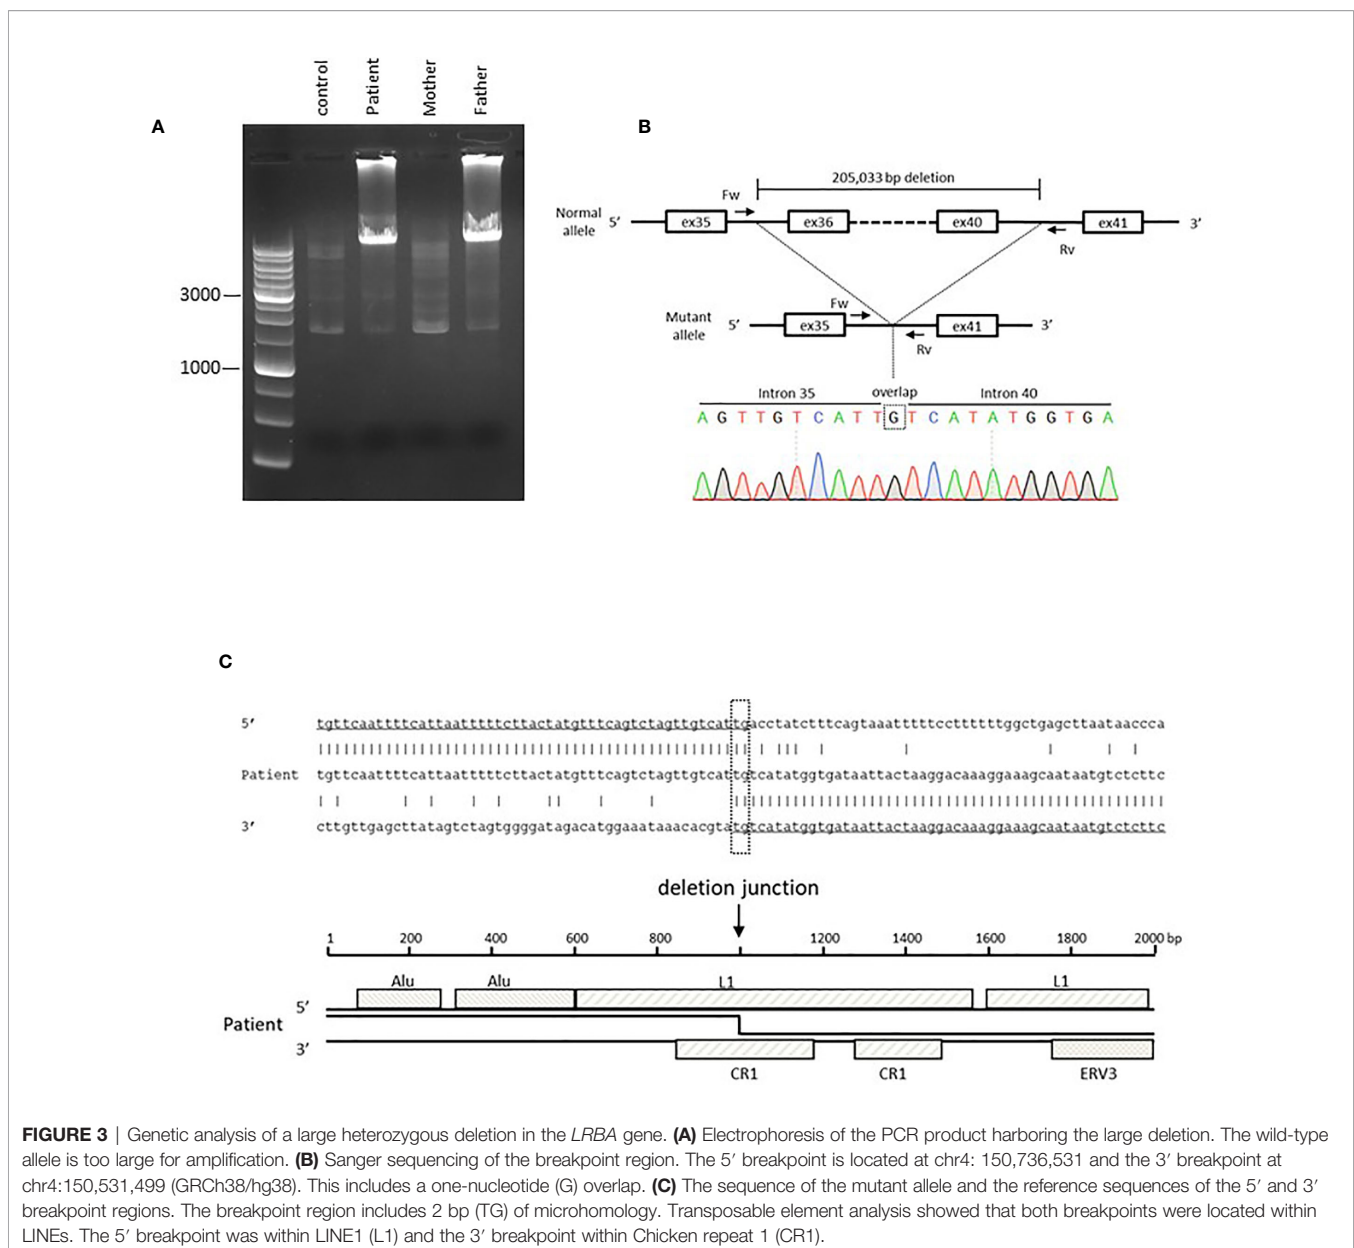 control
Patient
Mother
Father
A
3000
1000
B
205,033 bp deletion
Fw
Normal allele 5′ ex35 ex36 ex40 ex41 3′
Rv
Fw
Mutant allele 5′ ex35 ex41 3′
Rv
Intron 35 overlap Intron 40
A G T T G T C A T T G T C A T A T G G T G A
C
5′ tgttcaattttcattaatttttcttactatgtttcagtctagttgtcattgacctatctttcagtaaatttttccttttttggctgagcttaataaccca
Patient tgttcaattttcattaatttttcttactatgtttcagtctagttgtcattgtcatatggtgataattactaaggacaaaggaaagcaataatgtctcttc
3′ cttgttgagcttatagtctagtggggatagacatggaaataaacacgtatgtcatatggtgataattactaaggacaaaggaaagcaataatgtctcttc
deletion junction
1 200 400 600 800 1200 1400 1600 1800 2000 bp
Alu Alu L1 L1
5′
Patient
3′
CR1 CR1 ERV3
FIGURE 3 | Genetic analysis of a large heterozygous deletion in the LRBA gene. (A) Electrophoresis of the PCR product harboring the large deletion. The wild-type
allele is too large for amplification. (B) Sanger sequencing of the breakpoint region. The 5′ breakpoint is located at chr4: 150,736,531 and the 3′ breakpoint at
chr4:150,531,499 (GRCh38/hg38). This includes a one-nucleotide (G) overlap. (C) The sequence of the mutant allele and the reference sequences of the 5′ and 3′
breakpoint regions. The breakpoint region includes 2 bp (TG) of microhomology. Transposable element analysis showed that both breakpoints were located within
LINEs. The 5′ breakpoint was within LINE1 (L1) and the 3′ breakpoint within Chicken repeat 1 (CR1).